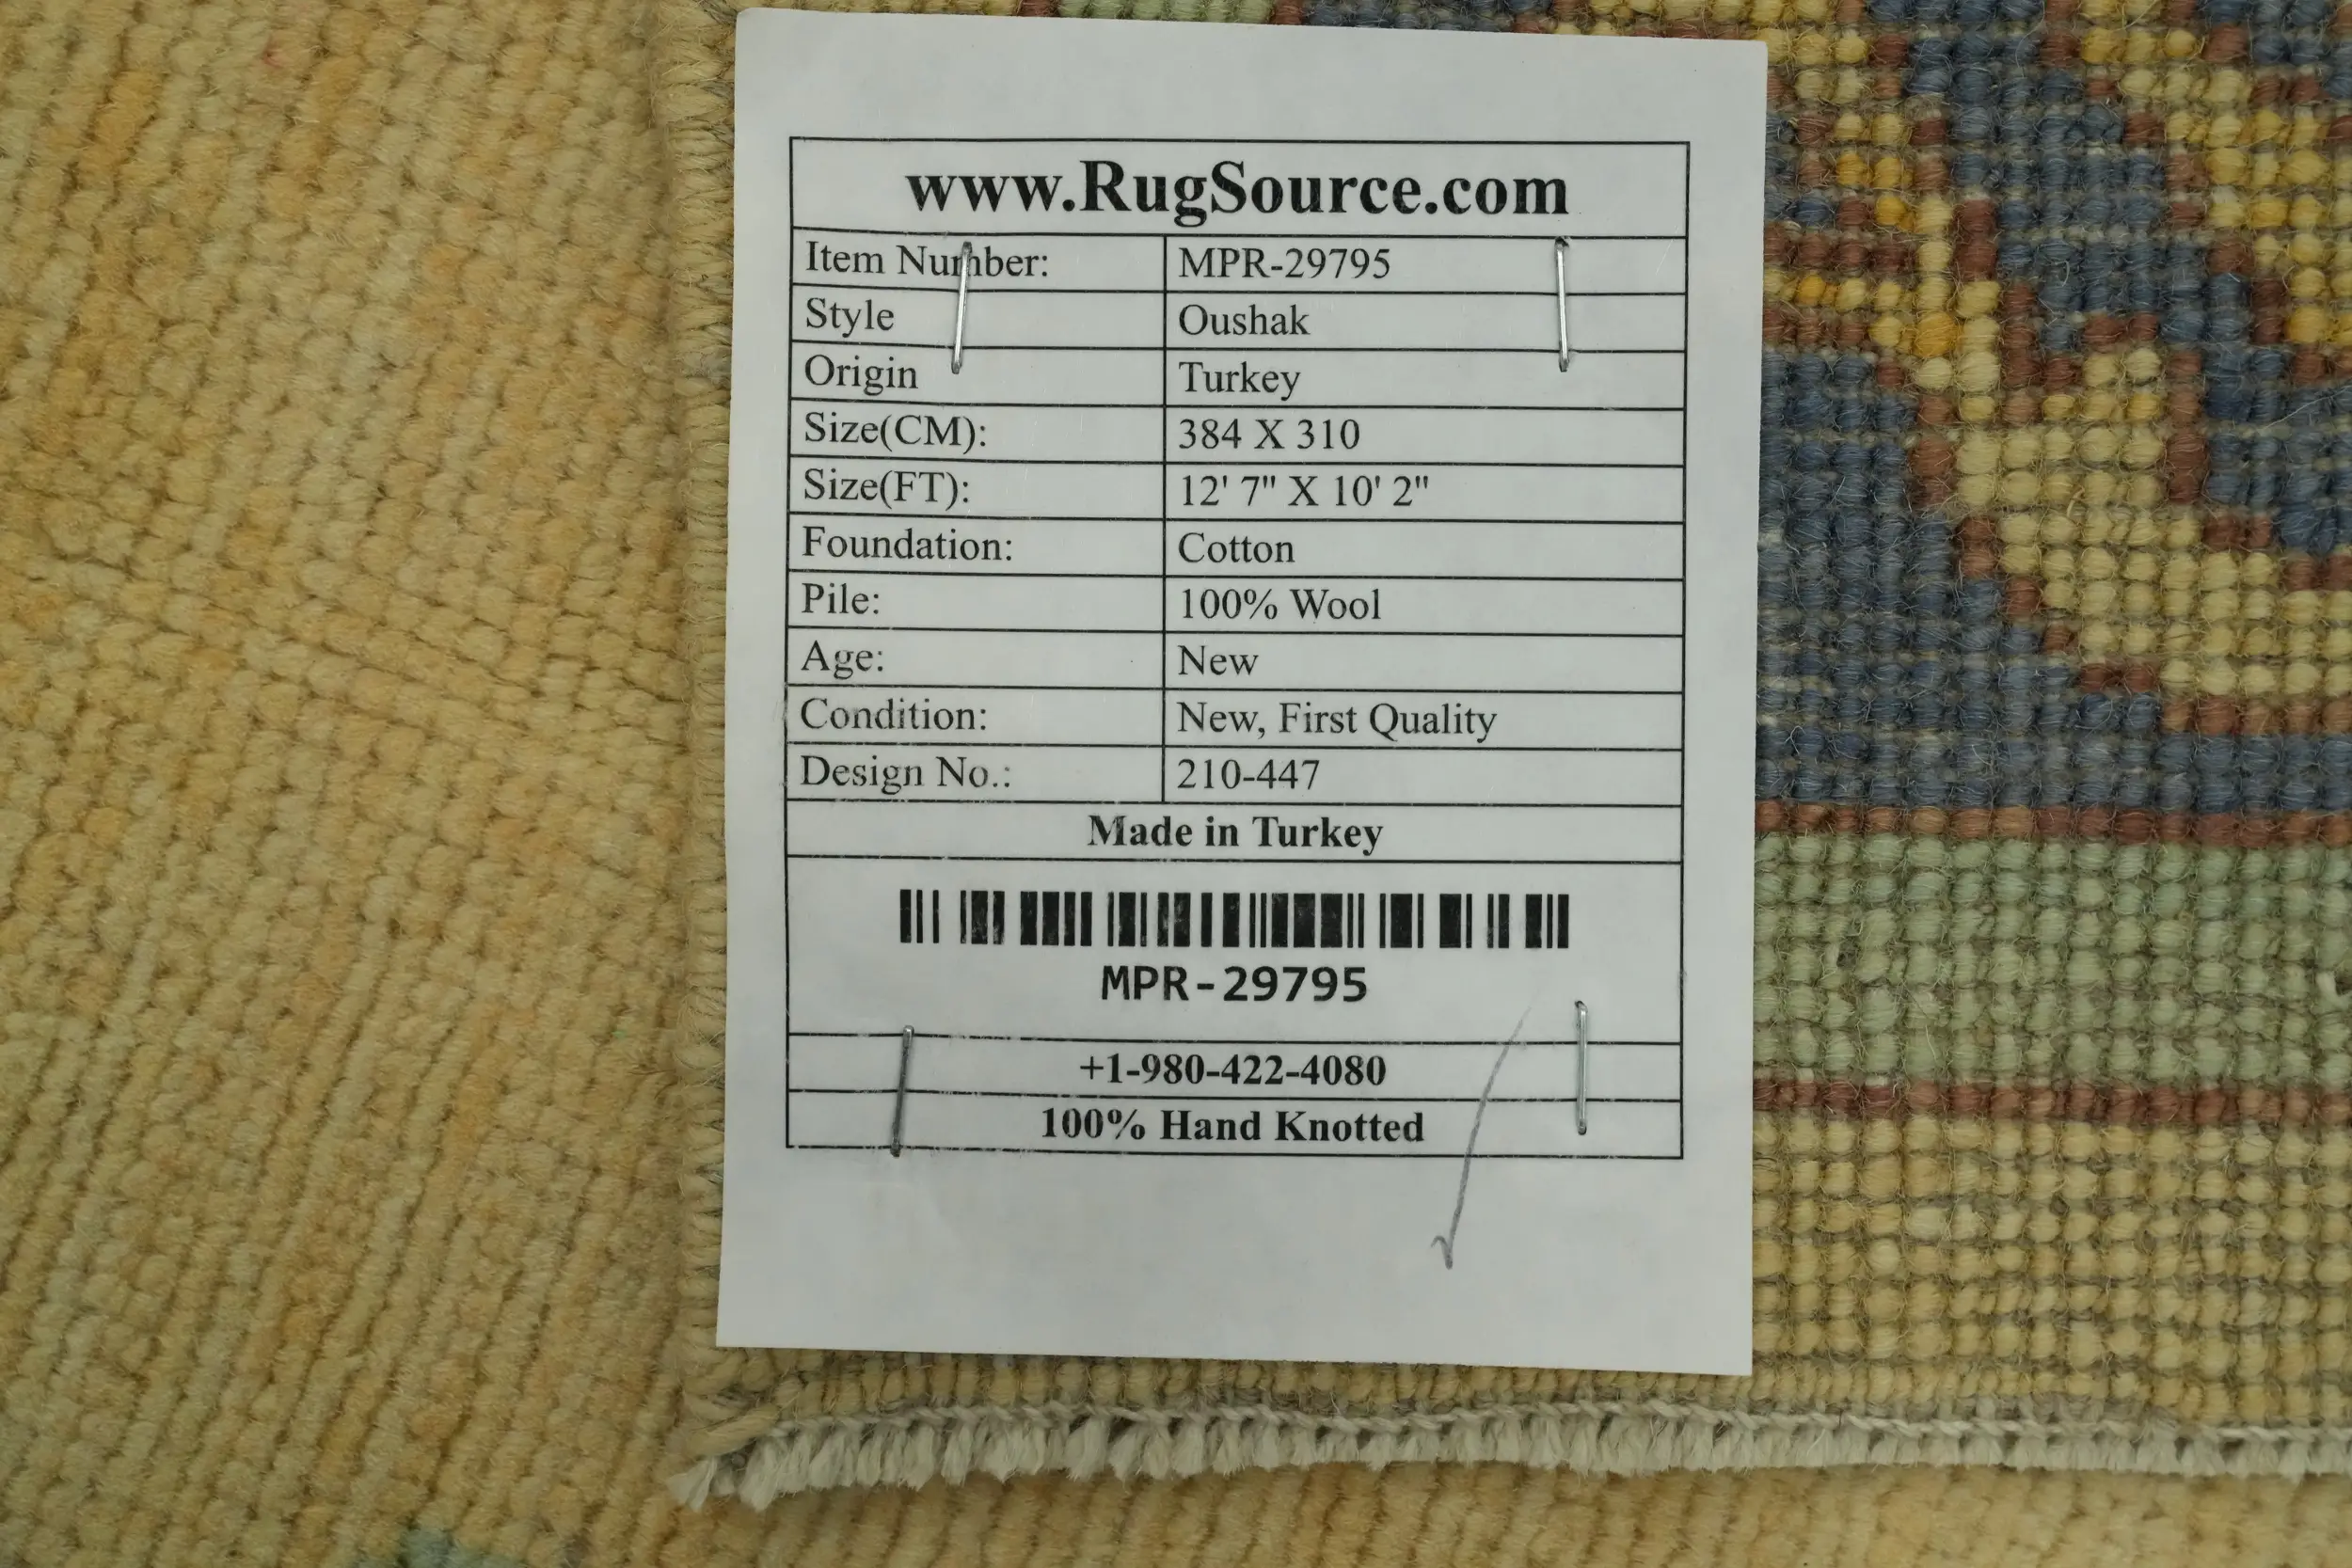 www.RugSource.com
Item Number: MPR-29795
Style Oushak
Origin Turkey
Size(CM): 384 X 310
Size(FT): 12' 7" X 10' 2"
Foundation: Cotton
Pile: 100% Wool
Age: New
Condition: New, First Quality
Design No.: 210-447
Made in Turkey
MPR-29795
+1-980-422-4080
100% Hand Knotted